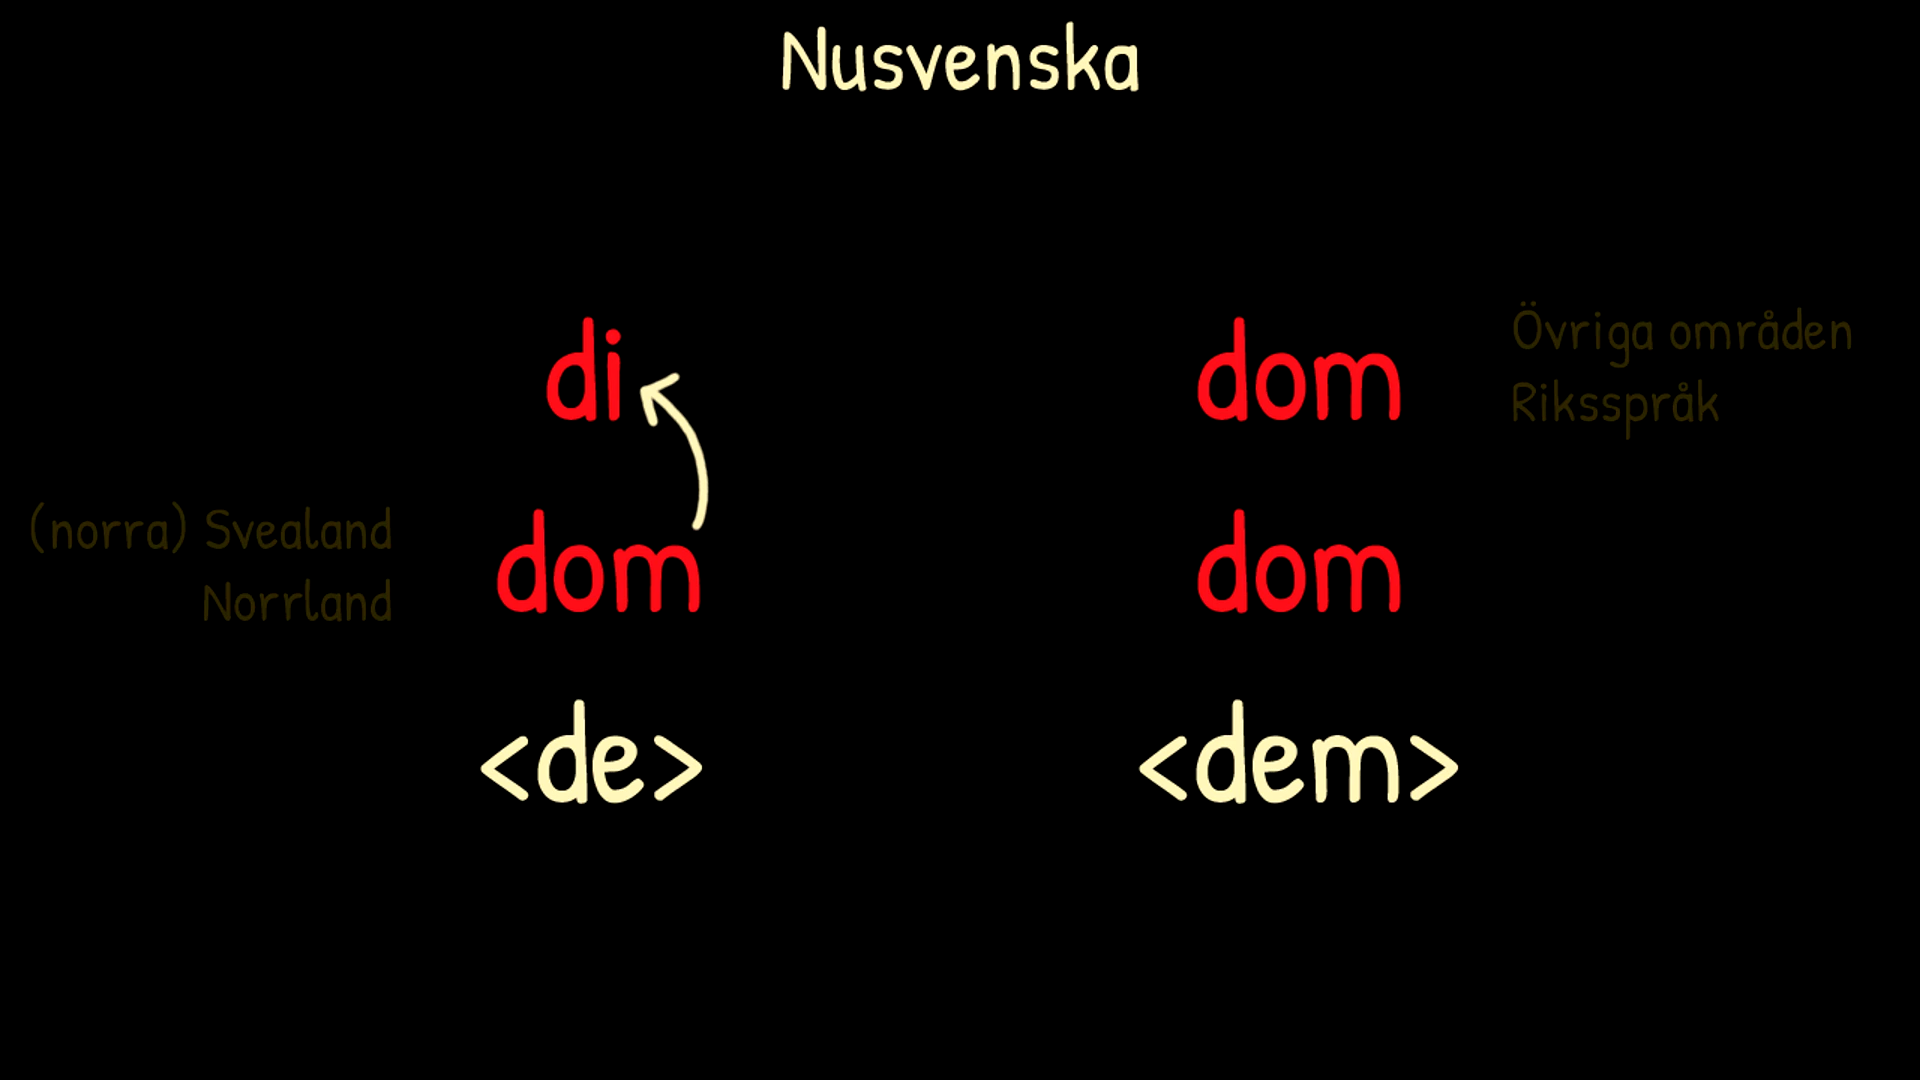 Nusvenska
di
dom
Övriga områden
Riksspråk
(norra) Svealand
Norrland
dom
dom
<de>
<dem>